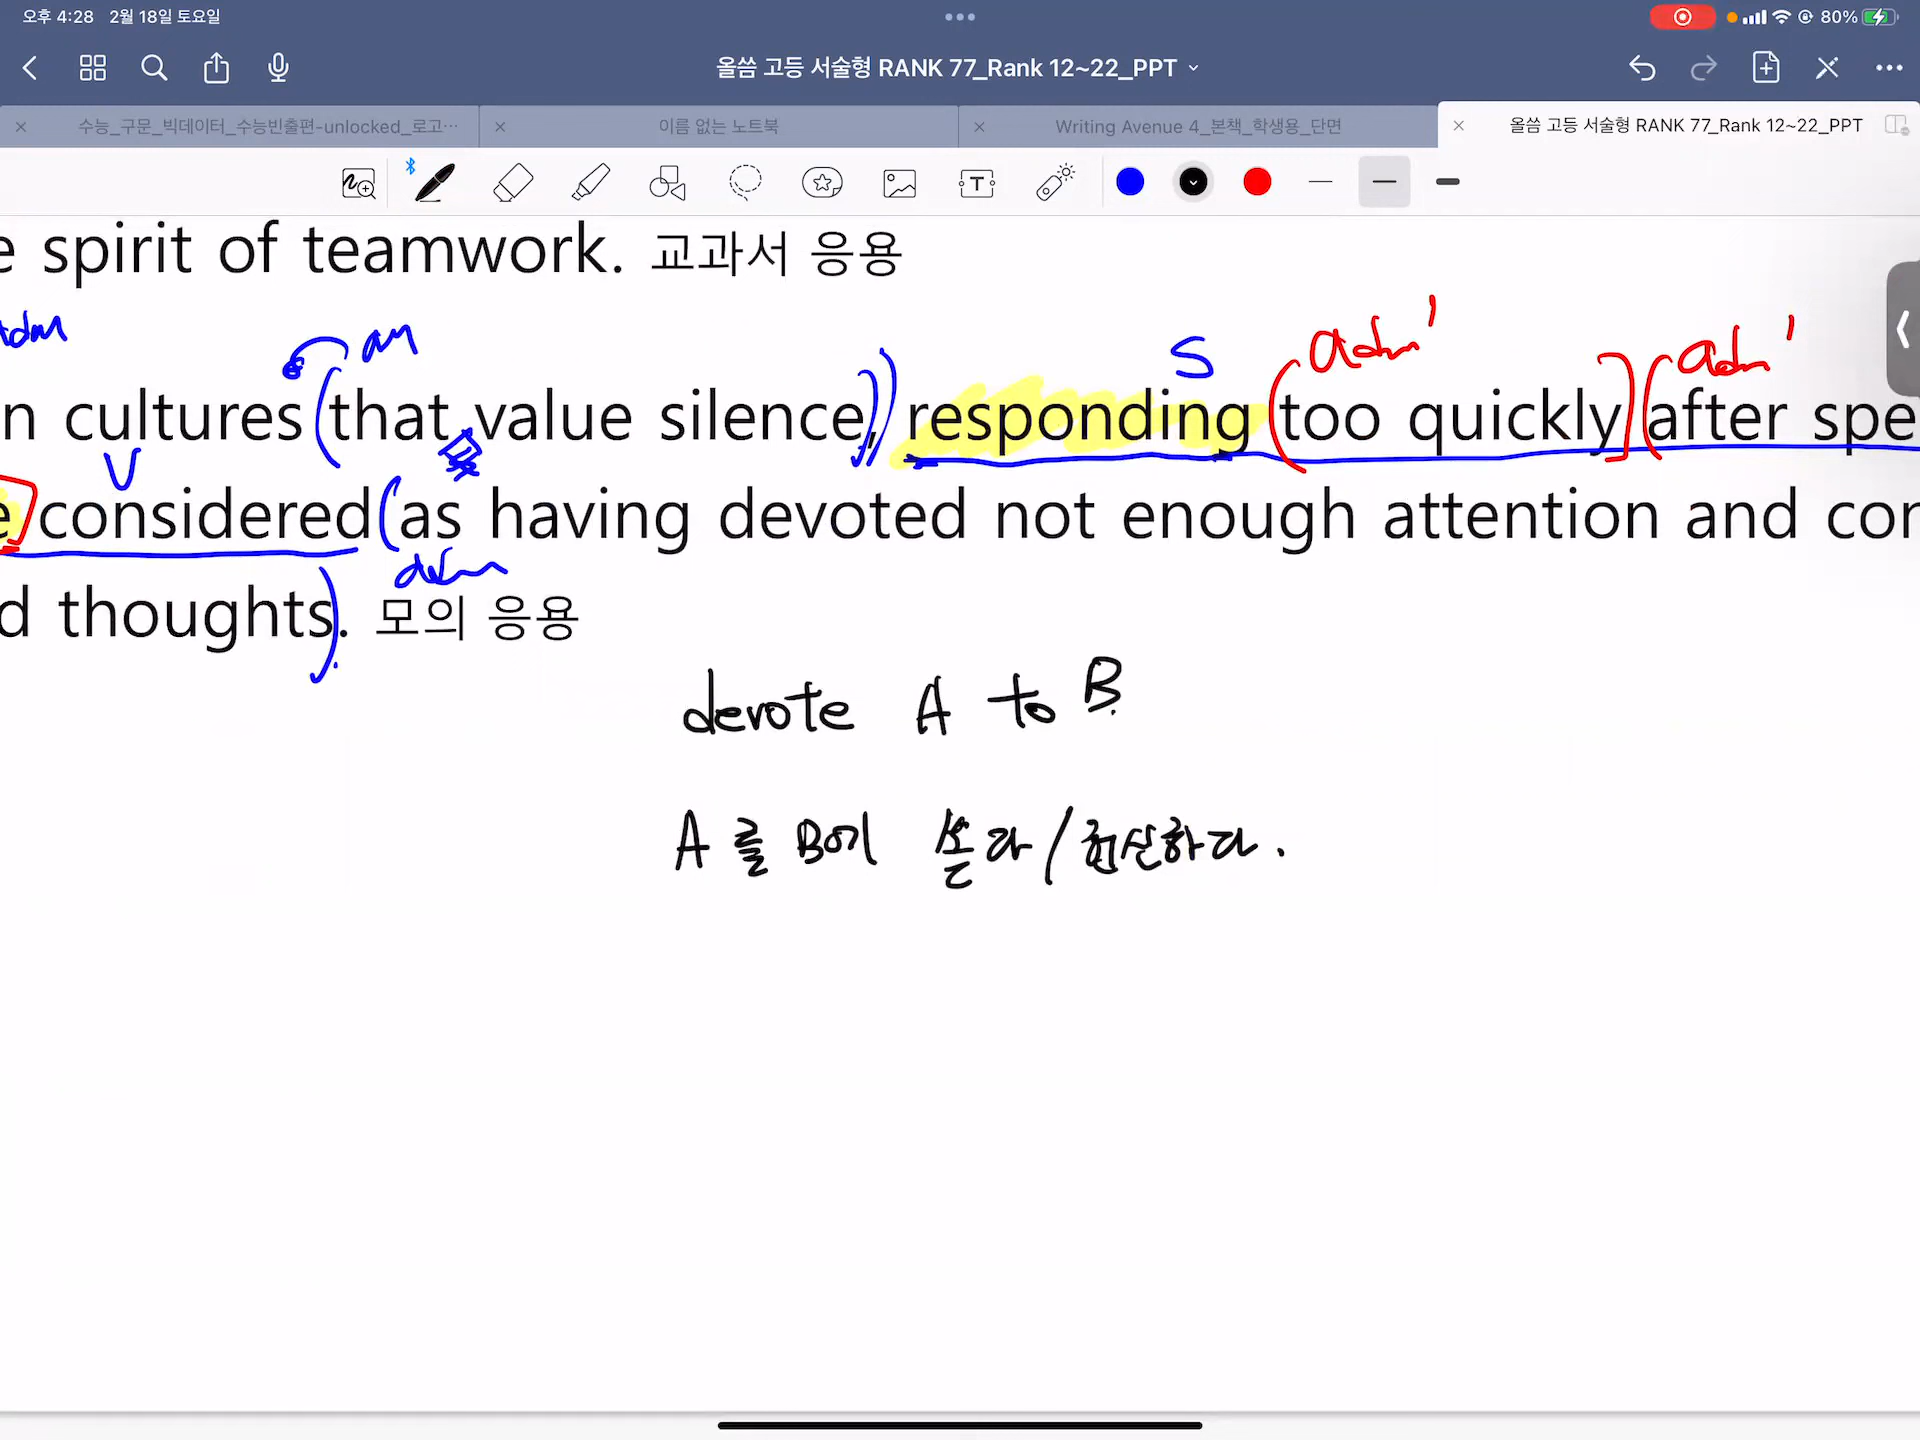 오후 4:28 2월 18일 토요일
80%
올씀 고등 서술형 RANK 77_Rank 12~22_PPT
수능_구문_빅데이터_수능빈출편-unlocked_로고…
이름 없는 노트북
Writing Avenue 4_본책_학생용_단면
올씀 고등 서술형 RANK 77_Rank 12~22_PPT
e spirit of teamwork. 교과서 응용
S
n cultures (that value silence,) responding (too quickly) (after spe
V
e considered (as having devoted not enough attention and cor
d thoughts). 모의 응용
devote A to B
A를 B에 쏟다/헌신하다.